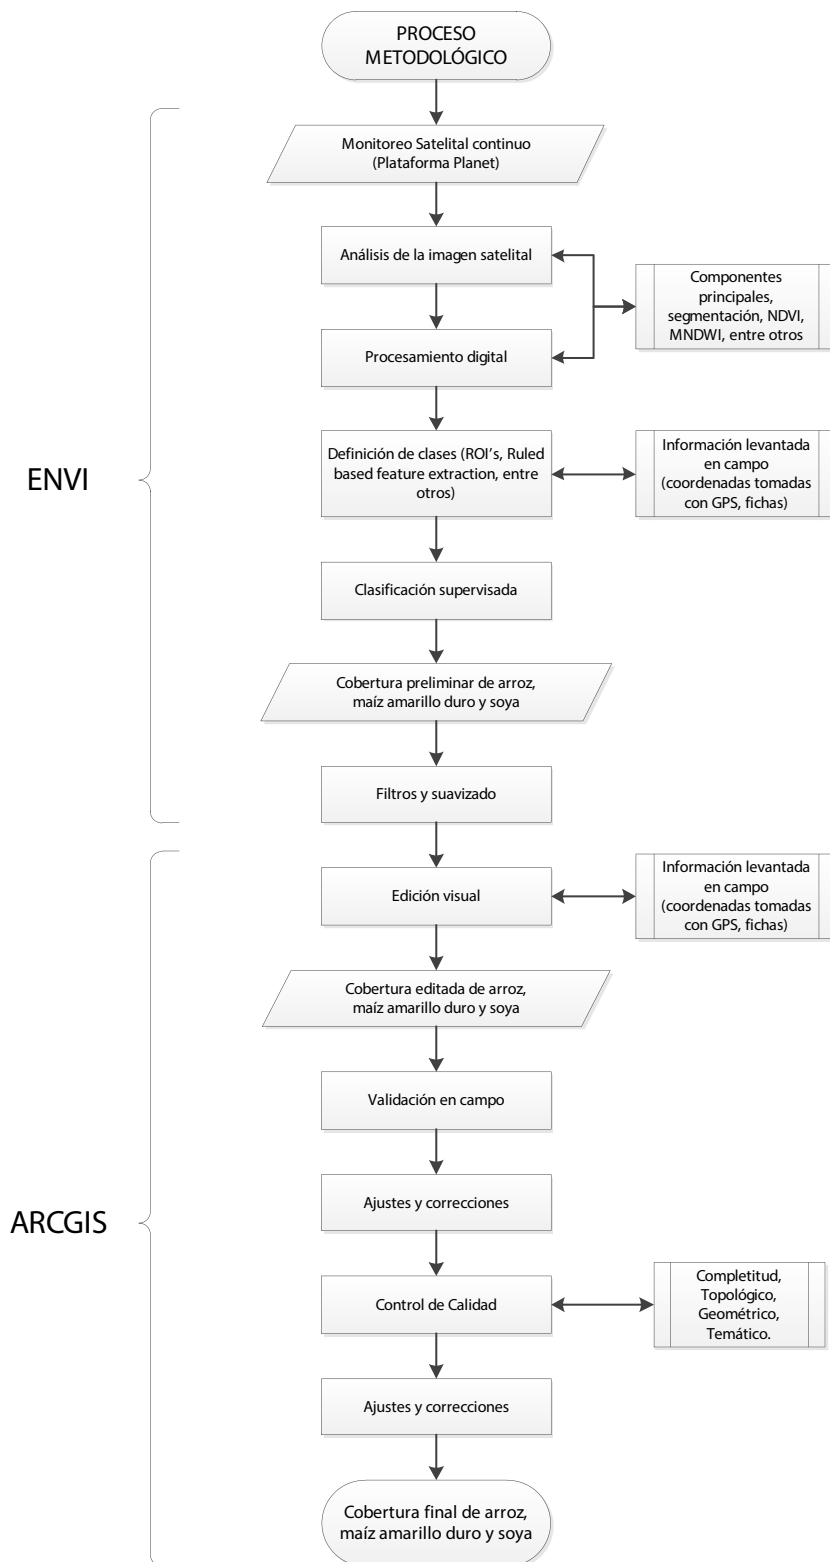 PROCESO
METODOLÓGICO
Monitoreo Satelital continuo
(Plataforma Planet)
Análisis de la imagen satelital
Componentes
principales,
segmentación, NDVI,
MNDWI, entre otros
Procesamiento digital
ENVI
Definición de clases (ROI’s, Ruled
based feature extraction, entre
otros)
Información levantada
en campo
(coordenadas tomadas
con GPS, fichas)
Clasificación supervisada
Cobertura preliminar de arroz,
maíz amarillo duro y soya
Filtros y suavizado
Edición visual
Información levantada
en campo
(coordenadas tomadas
con GPS, fichas)
Cobertura editada de arroz,
maíz amarillo duro y soya
Validación en campo
ARCGIS
Ajustes y correcciones
Control de Calidad
Completitud,
Topológico,
Geométrico,
Temático.
Ajustes y correcciones
Cobertura final de arroz,
maíz amarillo duro y soya